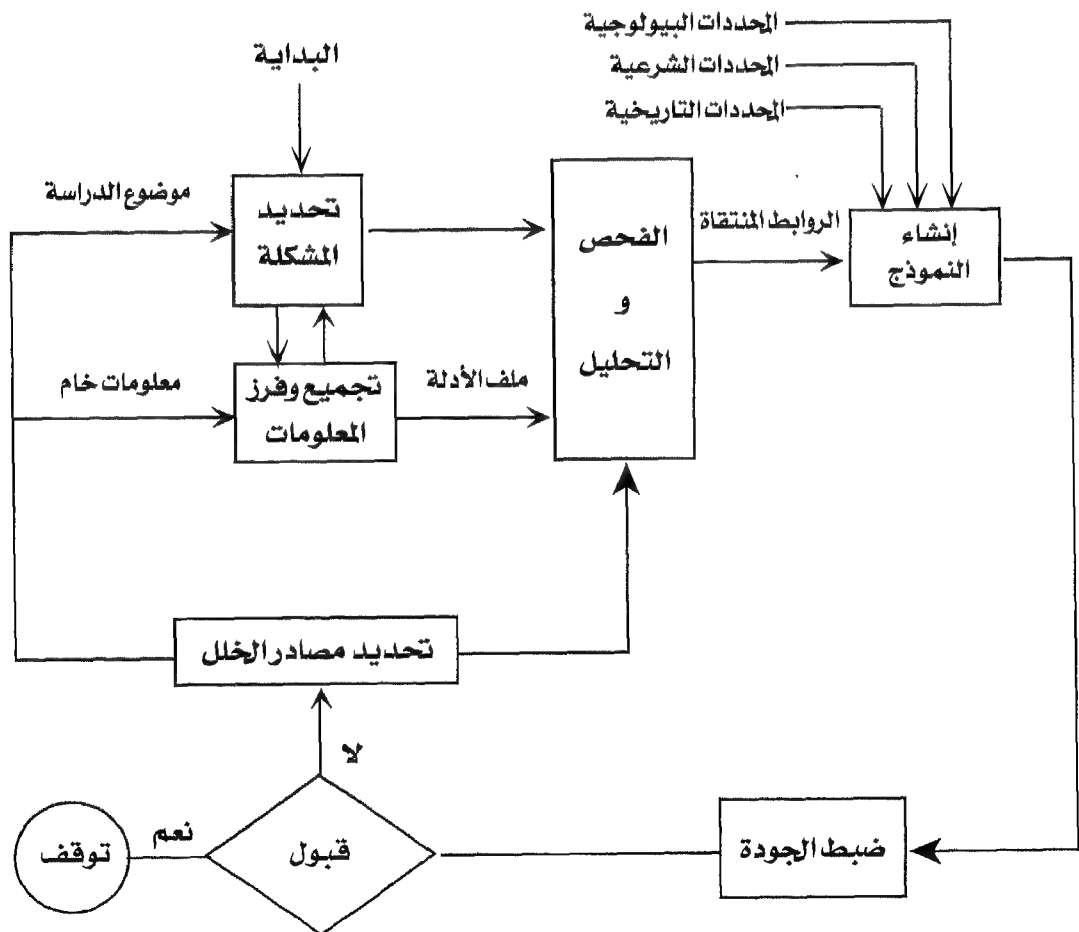 المحددات البيولوجية
المحددات الشرعية
المحددات التاريخية
البداية
موضوع الدراسة
تحديد
المشكلة
الفحص
و
التحليل
الروابط المنتقاة
إنشاء
النموذج
معلومات خام
تجميع وفرز
المعلومات
ملف الأدلة
تحديد مصادر الخلل
لا
نعم
توقف
قبول
ضبط الجودة